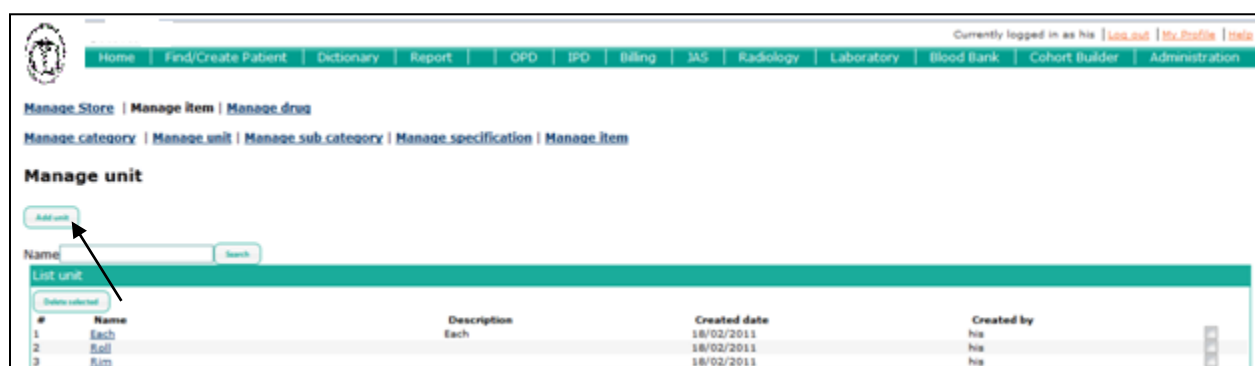 Currently logged in as his | Log out | My Profile | Help
Home | Find/Create Patient | Dictionary | Report | | OPD | IPD | Billing | JAS | Radiology | Laboratory | Blood Bank | Cohort Builder | Administration
Manage Store | Manage item | Manage drug
Manage category | Manage unit | Manage sub category | Manage specification | Manage item
Manage unit
Add unit
Name Search
List unit
Delete selected
# Name Description Created date Created by
1 Each Each 18/02/2011 his
2 Roll 18/02/2011 his
3 Rim 18/02/2011 his